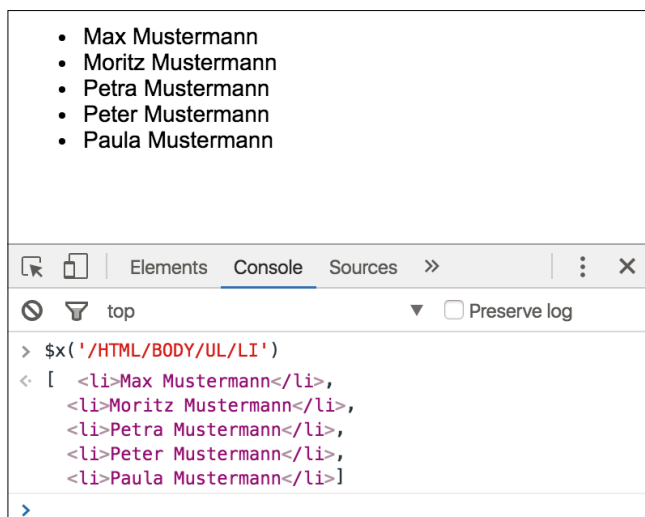 • Max Mustermann
• Moritz Mustermann
• Petra Mustermann
• Peter Mustermann
• Paula Mustermann
Elements Console Sources »
top ▼ Preserve log
> $x('/HTML/BODY/UL/LI')
[ <li>Max Mustermann</li>,
<li>Moritz Mustermann</li>,
<li>Petra Mustermann</li>,
<li>Peter Mustermann</li>,
<li>Paula Mustermann</li>]
>